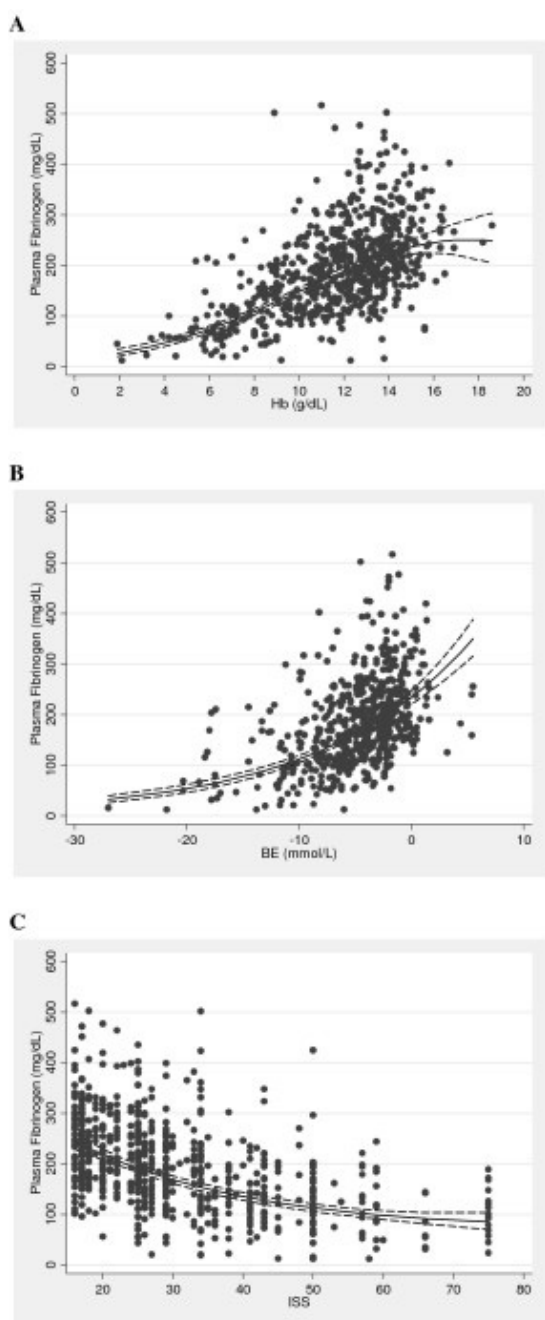 A
Plasma Fibrinogen (mg/dL)
600
500
400
300
200
100
0
0 2 4 6 8 10 12 14 16 18 20
Hb (g/dL)
B
Plasma Fibrinogen (mg/dL)
600
500
400
300
200
100
0
-30 -20 -10 0 10
BE (mmol/L)
C
Plasma Fibrinogen (mg/dL)
600
500
400
300
200
100
0
20 30 40 50 60 70 80
ISS